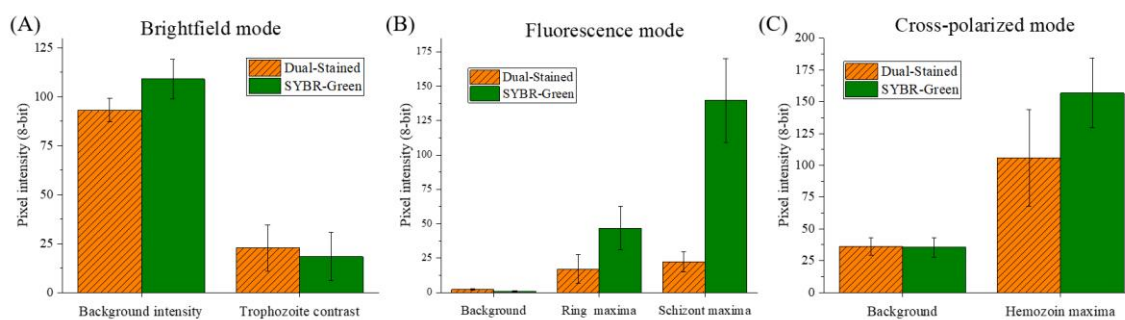 (A)
Brightfield mode
Pixel intensity (8-bit)
125
100
75
50
25
0
Dual-Stained
SYBR-Green
Background intensity
Trophozoite contrast
(B)
Fluorescence mode
Pixel intensity (8-bit)
175
150
125
100
75
50
25
0
Dual-Stained
SYBR-Green
Background
Ring maxima
Schizont maxima
(C)
Cross-polarized mode
Pixel intensity (8-bit)
200
175
150
125
100
75
50
25
0
Dual-Stained
SYBR-Green
Background
Hemozoin maxima